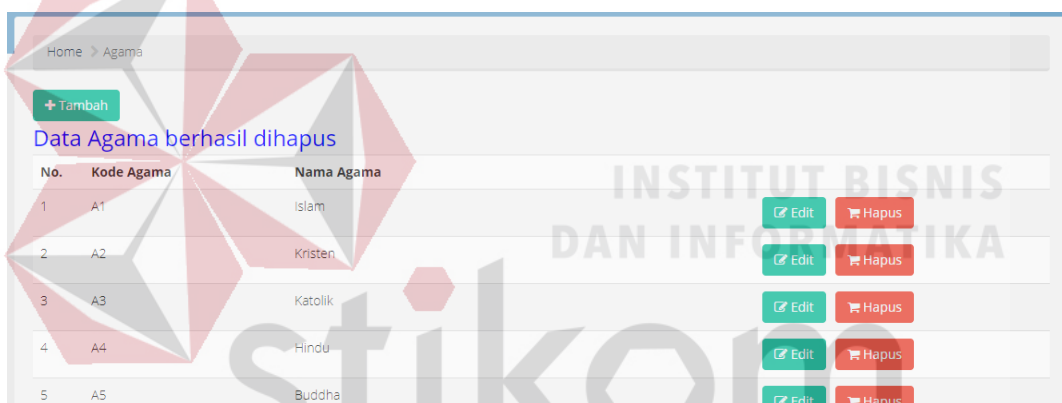 Home > Agama
+ Tambah
Data Agama berhasil dihapus
No. Kode Agama Nama Agama
1 A1 Islam Edit Hapus
2 A2 Kristen Edit Hapus
3 A3 Katolik Edit Hapus
4 A4 Hindu Edit Hapus
5 A5 Buddha Edit Hapus
INSTITUT BISNIS
DAN INFORMATIKA
stikom